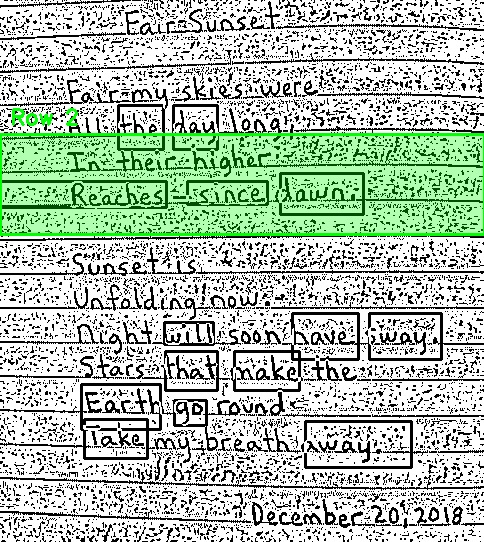 Fair Sunset
Fair my skies were
Row 2
All the day long,
In their higher
Reaches - since dawn.
Sunset is
Unfolding now.
Night will soon have sway.
Stars that make the
Earth go round
Take my breath away.
December 20, 2018